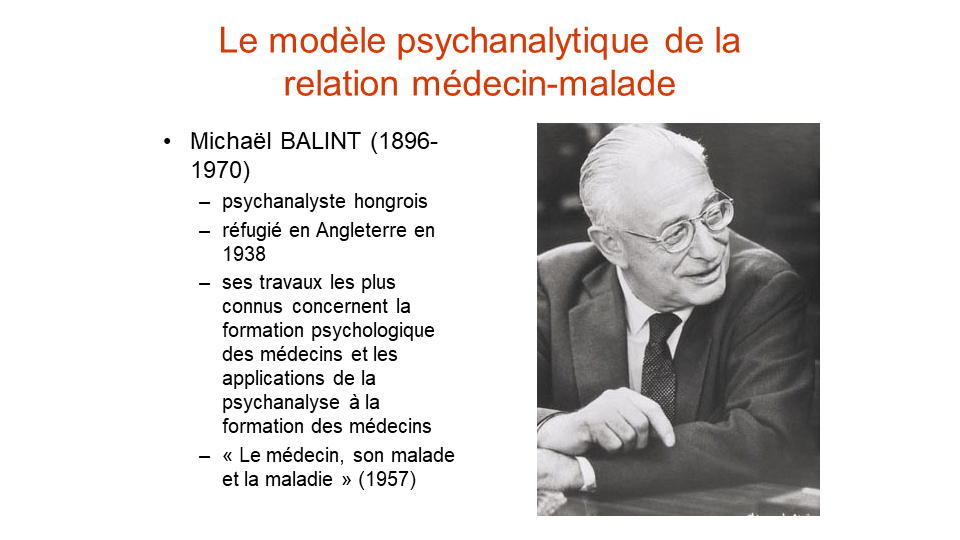 Le modèle psychanalytique de la
relation médecin-malade
• Michaël BALINT (1896-
1970)
– psychanalyste hongrois
– réfugié en Angleterre en
1938
– ses travaux les plus
connus concernent la
formation psychologique
des médecins et les
applications de la
psychanalyse à la
formation des médecins
– « Le médecin, son malade
et la maladie » (1957)